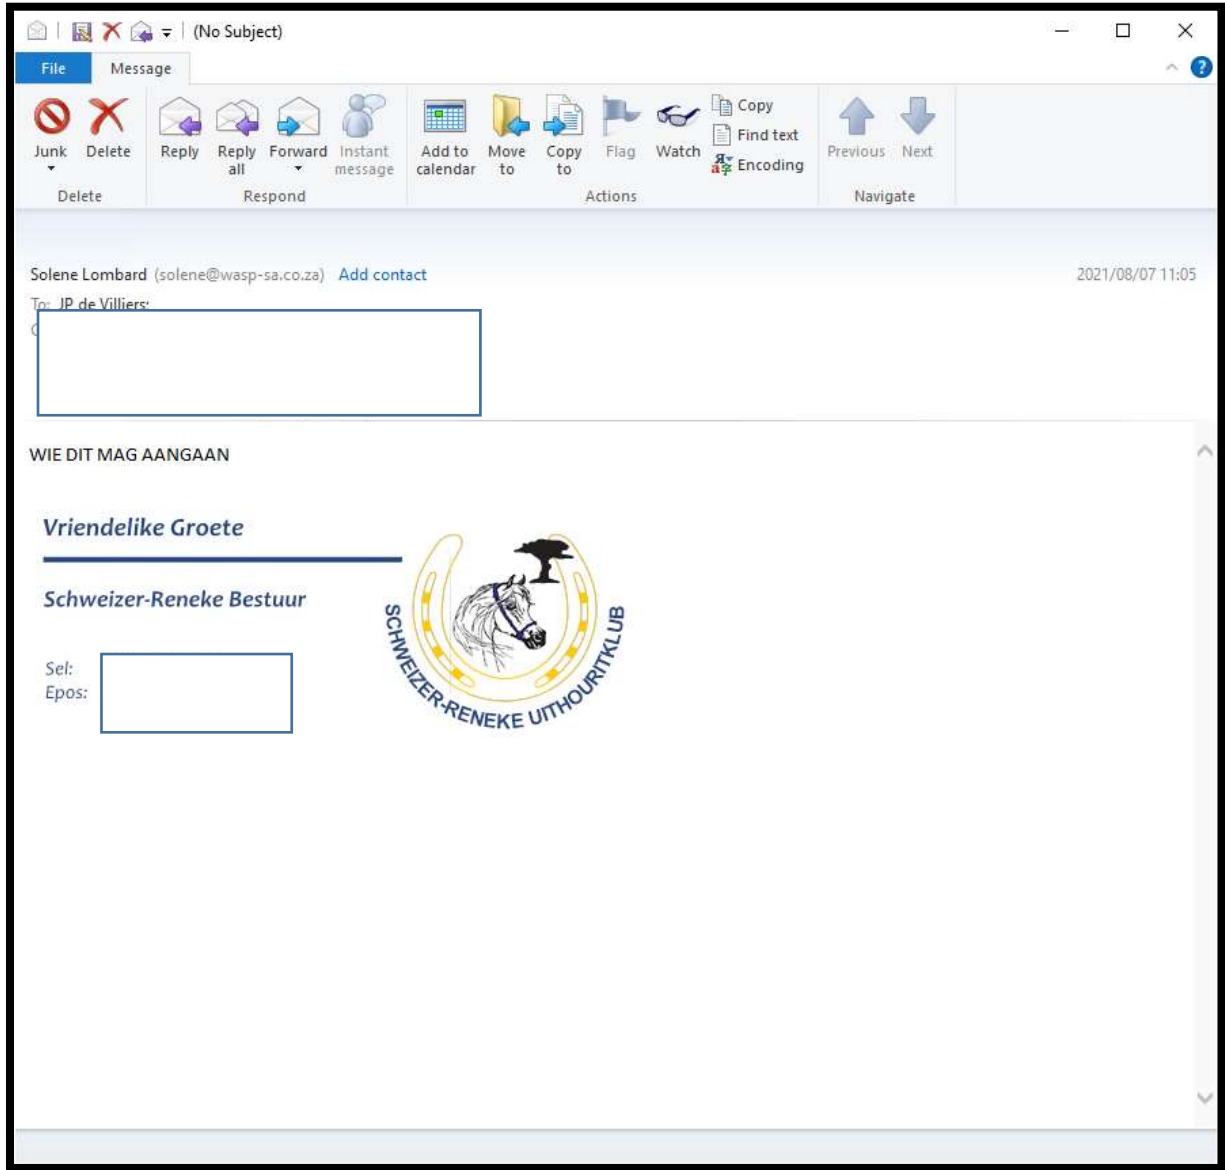 (No Subject)
File Message
Junk Delete Reply Reply all Forward Instant message Add to calendar Move to Copy to Flag Watch Copy Find text Encoding Previous Next
Delete Respond Actions Navigate
Solene Lombard (solene@wasp-sa.co.za) Add contact 2021/08/07 11:05
To: JP de Villiers;
WIE DIT MAG AANGAAN
Vriendelike Groete
Schweizer-Reneke Bestuur
Sel:
Epos:
SCHWEIZER-RENEKE UITHOURITKLUB